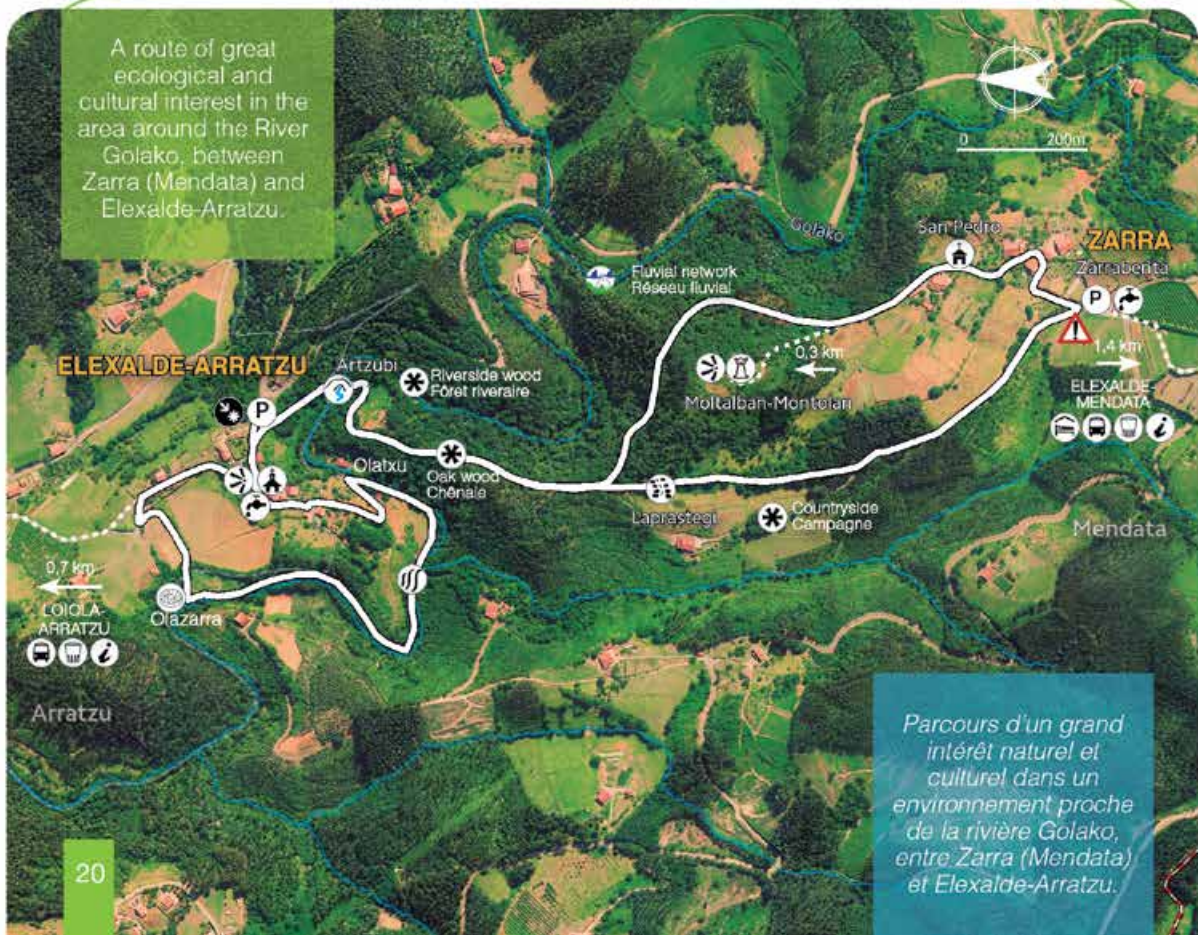 A route of great
ecological and
cultural interest in the
area around the River
Golako, between
Zarra (Mendata) and
Elexalde-Arratzu.
0 200m
Golako
San Pedro
ZARRA
Zarrabenta
P
Fluvial network
Réseau fluvial
ELEXALDE-ARRATZU
Artzubi
P
Riverside wood
Fôret riveraire
0,3 km
Moltalban-Montolan
1,4 km
ELEXALDE-
MENDATA
i
Olatxu
Oak wood
Chênaie
Laprastegi
Countryside
Campagne
Mendata
0,7 km
LOIOLA-
ARRATZU
i
Olazarra
Arratzu
Parcours d'un grand
intérêt naturel et
culturel dans un
environnement proche
de la rivière Golako,
entre Zarra (Mendata)
et Elexalde-Arratzu.
20